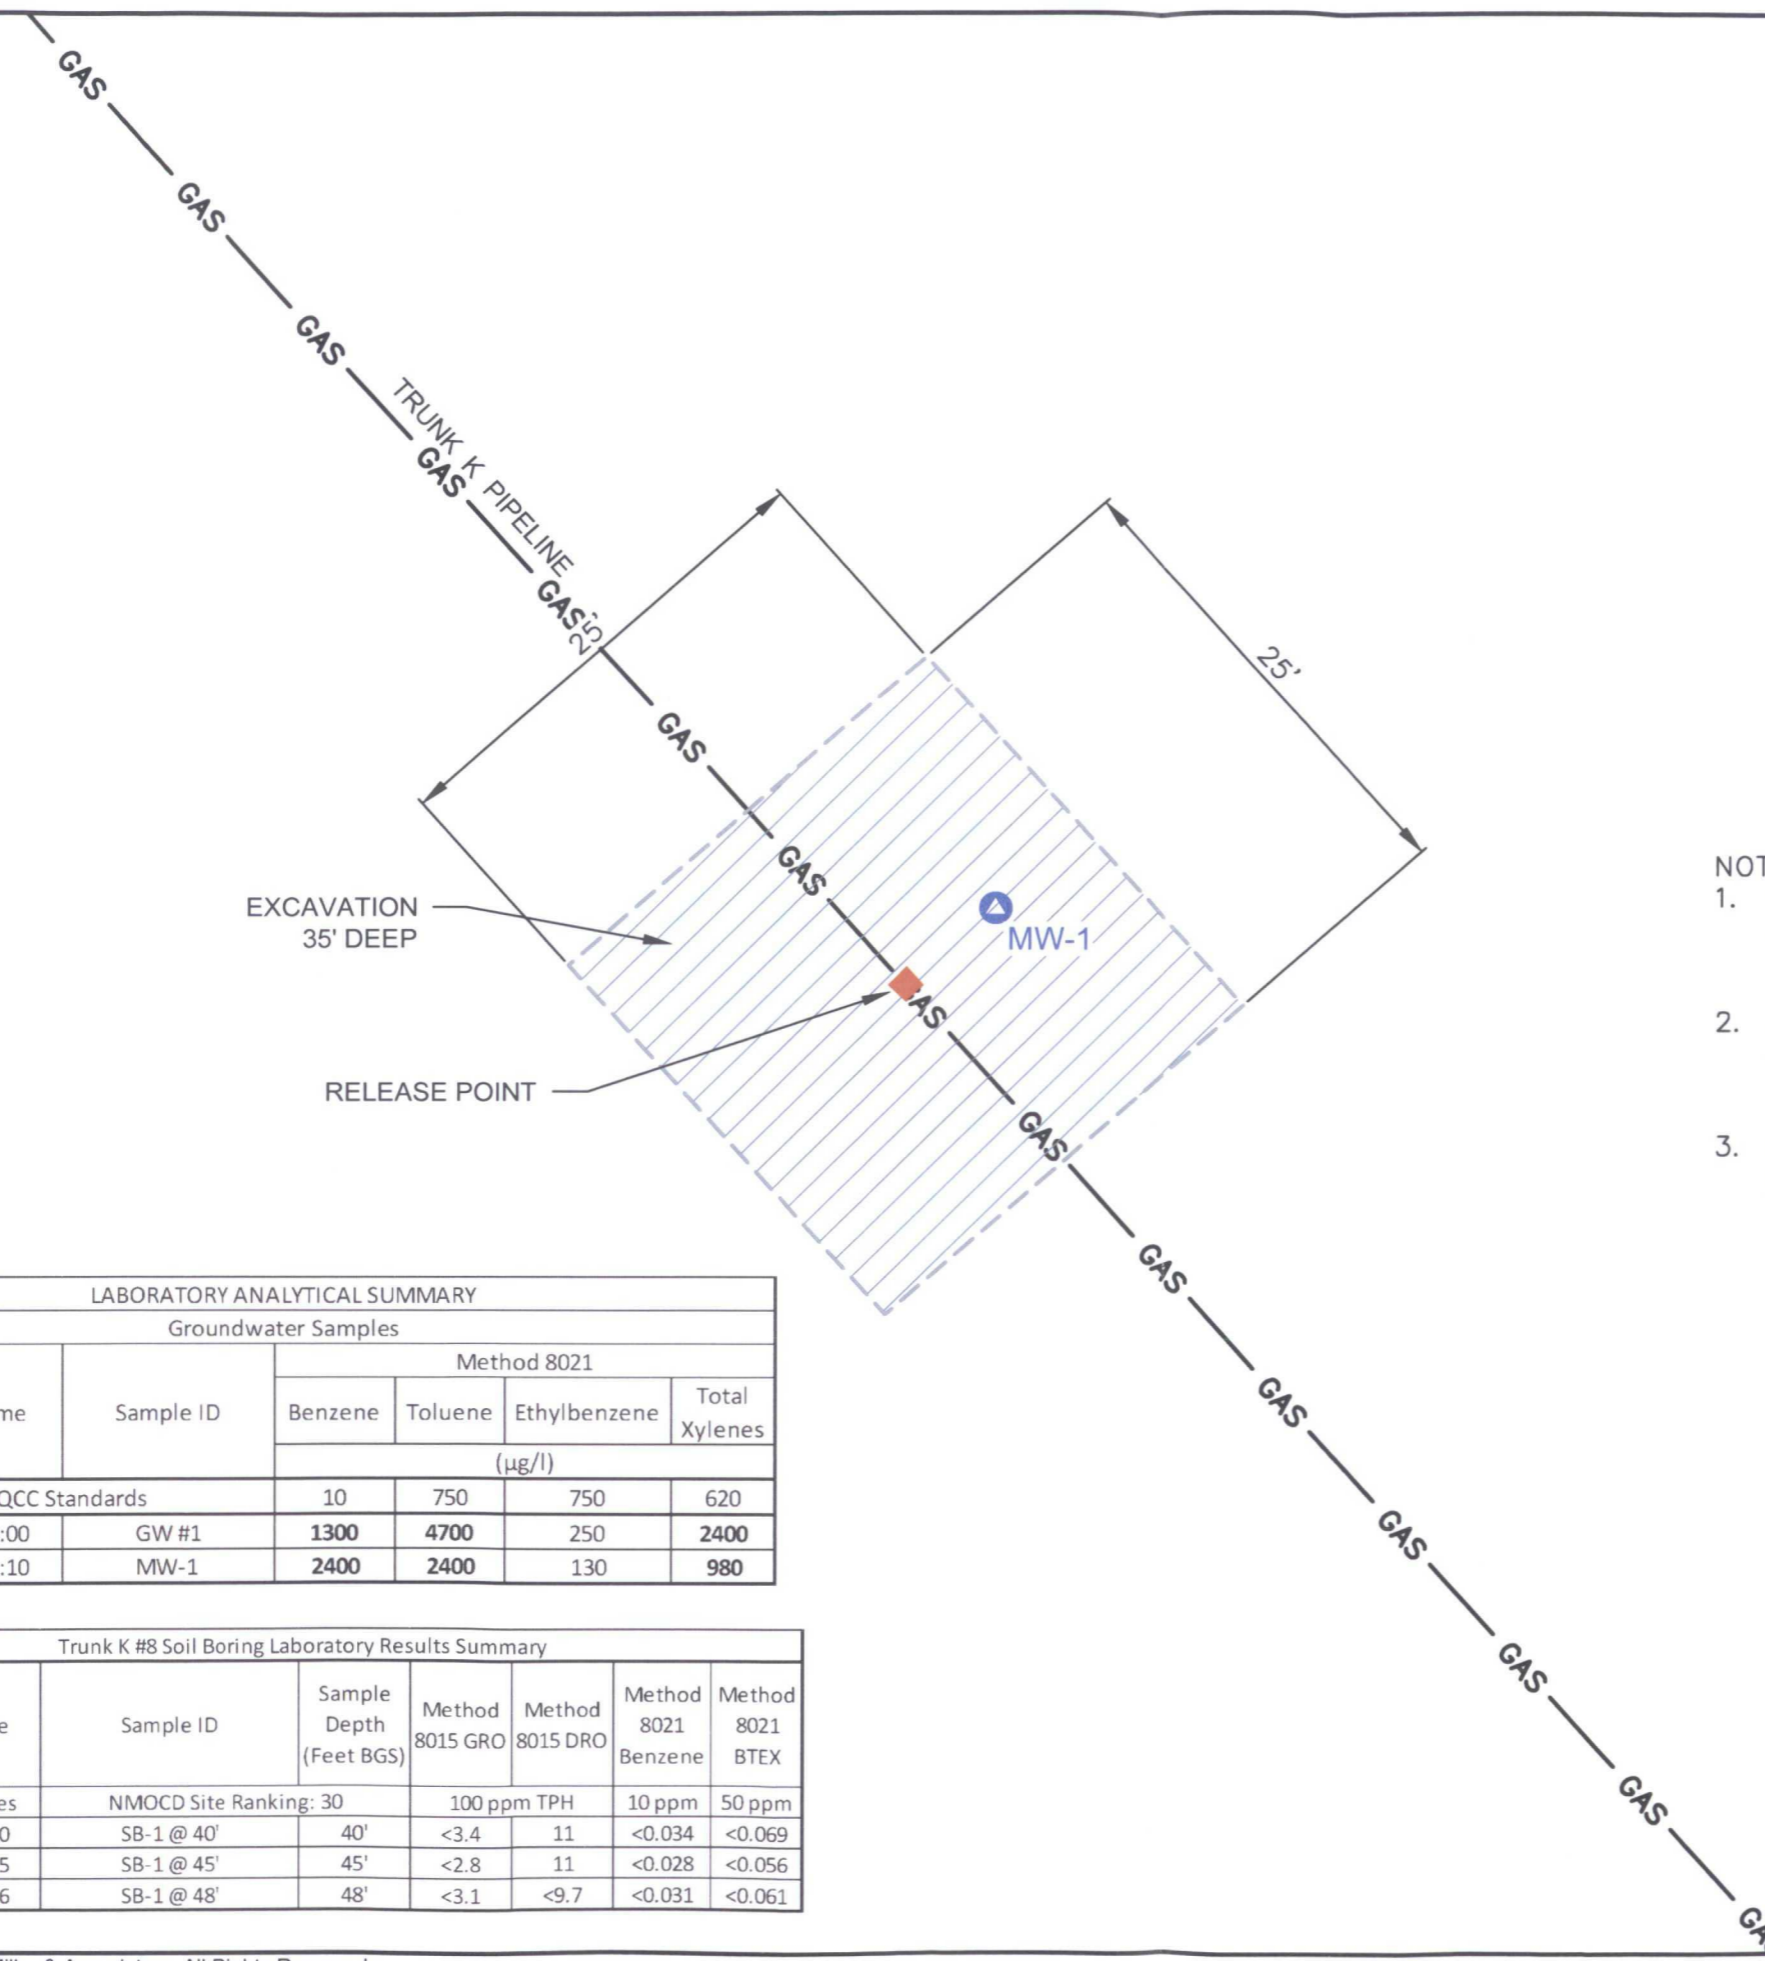 GAS
GAS
GAS
TRUNK K PIPELINE
GAS
GAS
25'
GAS
25'
GAS
EXCAVATION
35' DEEP
MW-1
GAS
RELEASE POINT
GAS
GAS
GAS
GAS
GAS
GAS
NOT
1.
2.
3.
LABORATORY ANALYTICAL SUMMARY
Groundwater Samples
me Sample ID Method 8021
Benzene Toluene Ethylbenzene Total Xylenes
(µg/l)
QCC Standards 10 750 750 620
:00 GW #1 1300 4700 250 2400
:10 MW-1 2400 2400 130 980
Trunk K #8 Soil Boring Laboratory Results Summary
e Sample ID Sample Depth (Feet BGS) Method 8015 GRO Method 8015 DRO Method 8021 Benzene Method 8021 BTEX
es NMOCD Site Ranking: 30 100 ppm TPH 10 ppm 50 ppm
0 SB-1 @ 40' 40' <3.4 11 <0.034 <0.069
5 SB-1 @ 45' 45' <2.8 11 <0.028 <0.056
6 SB-1 @ 48' 48' <3.1 <9.7 <0.031 <0.061
GA